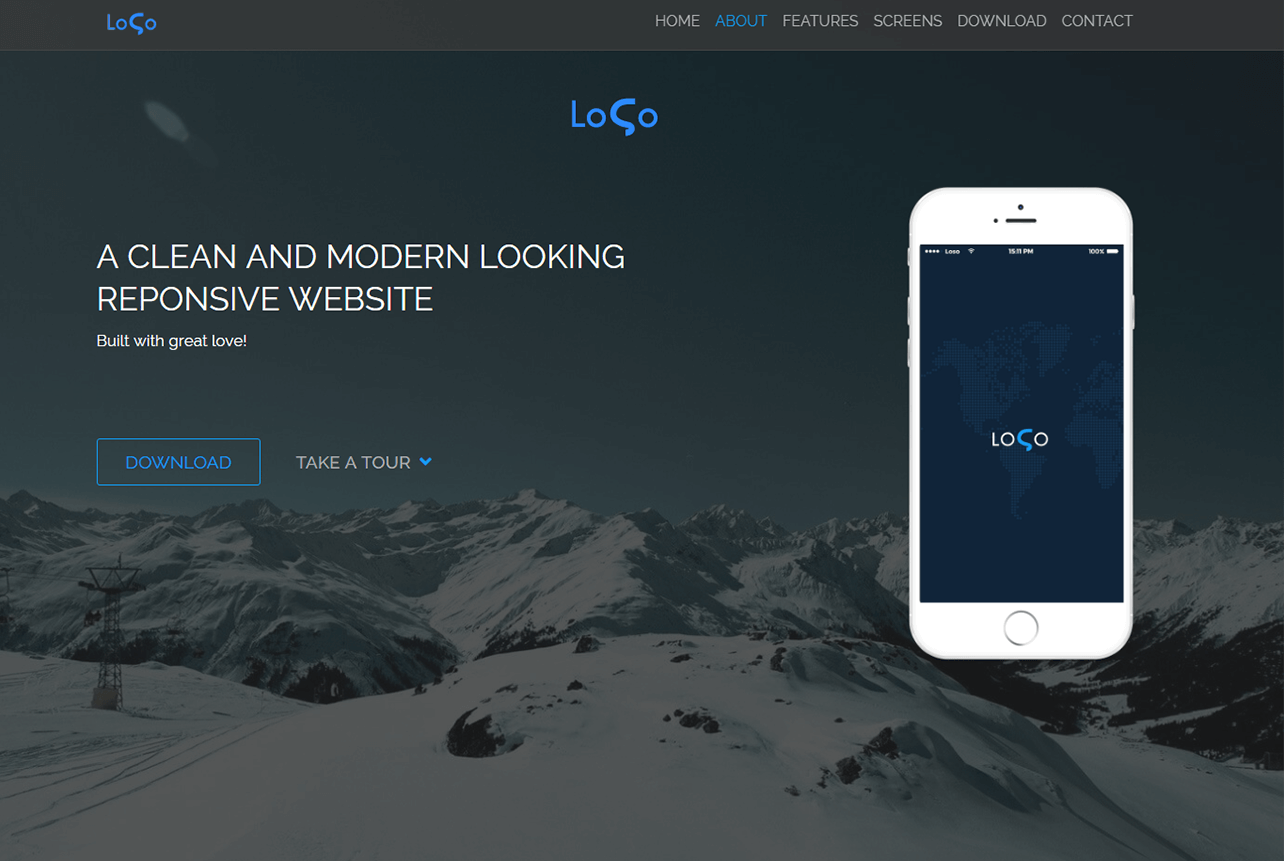 LoSo
HOME ABOUT FEATURES SCREENS DOWNLOAD CONTACT
LoSo
A CLEAN AND MODERN LOOKING
REPONSIVE WEBSITE
Built with great love!
DOWNLOAD
TAKE A TOUR
Loso 15:11 PM 100%
LOSO